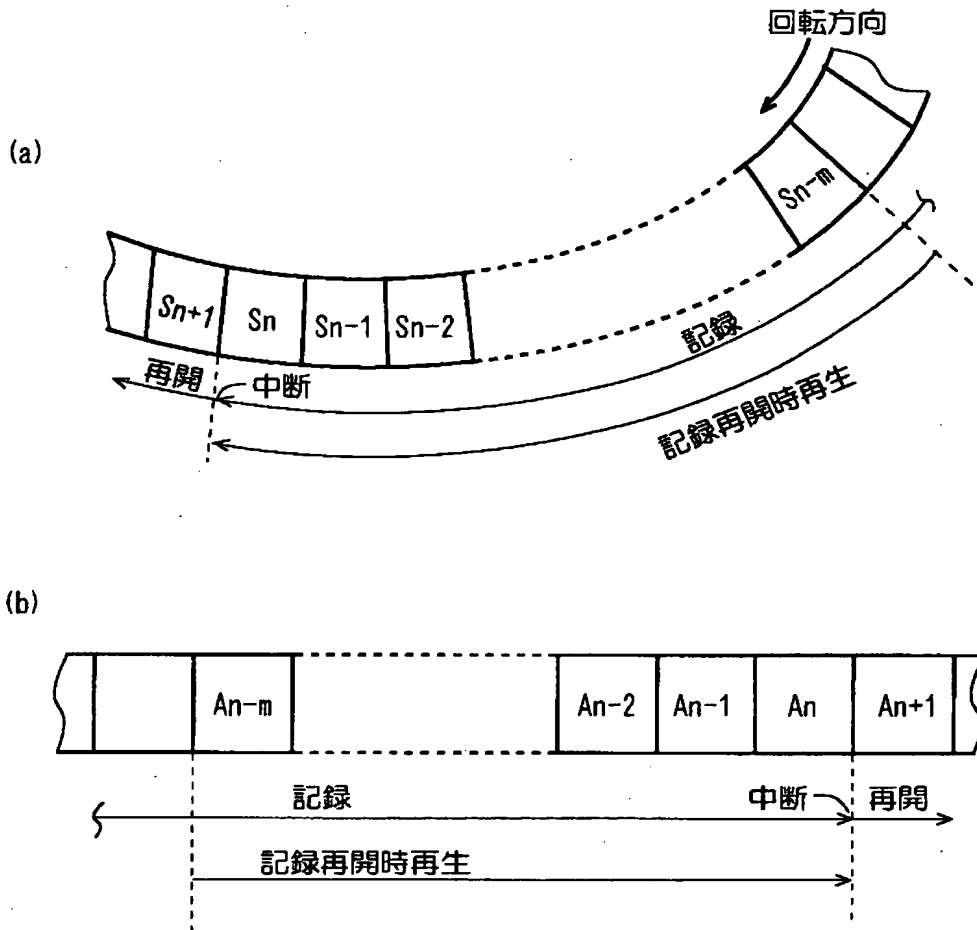 回転方向
(a)
Sn-m
Sn+1
Sn
Sn-1
Sn-2
記録
再開
中断
記録再開時再生
(b)
An-m
An-2
An-1
An
An+1
記録
中断
再開
記録再開時再生